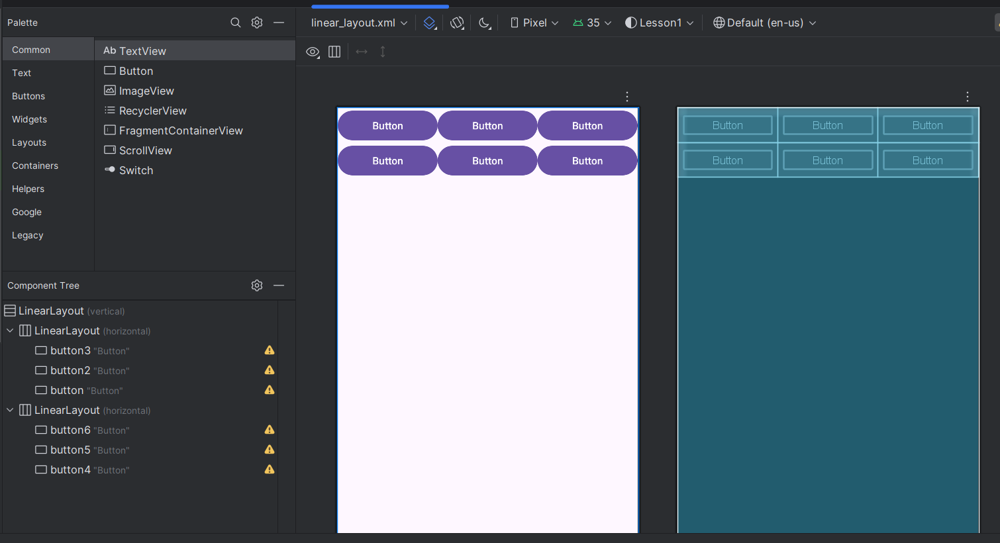 Palette
linear_layout.xml Pixel 35 Lesson1 Default (en-us)
Common
Text
Buttons
Widgets
Layouts
Containers
Helpers
Google
Legacy
Ab TextView
Button
ImageView
RecyclerView
FragmentContainerView
ScrollView
Switch
Component Tree
LinearLayout (vertical)
LinearLayout (horizontal)
button3 "Button"
button2 "Button"
button "Button"
LinearLayout (horizontal)
button6 "Button"
button5 "Button"
button4 "Button"
Button Button Button
Button Button Button
Button Button Button
Button Button Button